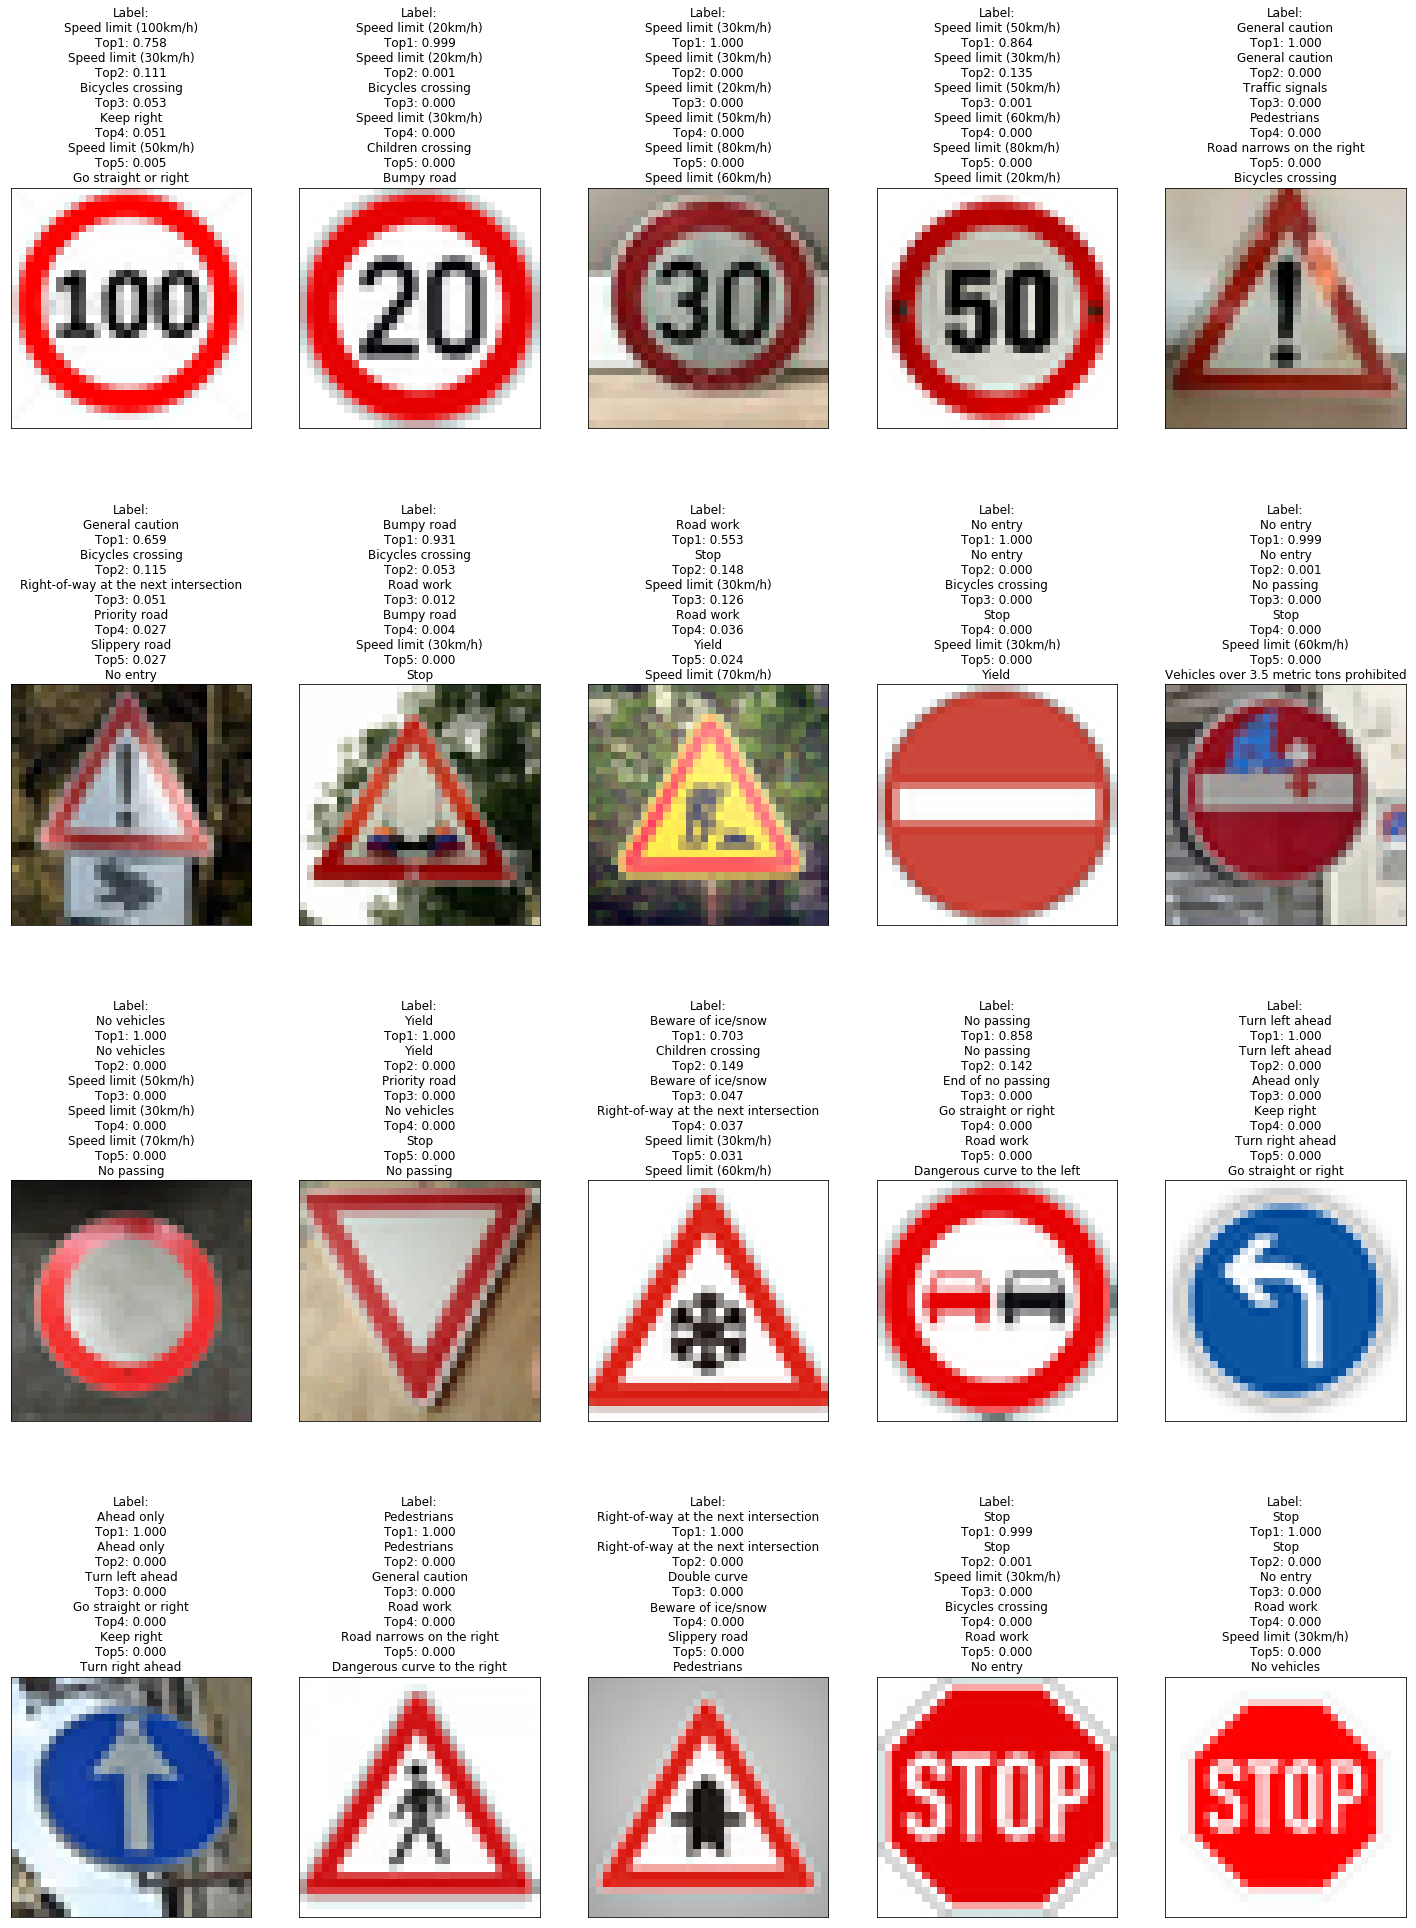 Label:
Speed limit (100km/h)
Top1: 0.758
Speed limit (30km/h)
Top2: 0.111
Bicycles crossing
Top3: 0.053
Keep right
Top4: 0.051
Speed limit (50km/h)
Top5: 0.005
Go straight or right
100
Label:
Speed limit (20km/h)
Top1: 0.999
Speed limit (20km/h)
Top2: 0.001
Bicycles crossing
Top3: 0.000
Speed limit (30km/h)
Top4: 0.000
Children crossing
Top5: 0.000
Bumpy road
20
Label:
Speed limit (30km/h)
Top1: 1.000
Speed limit (30km/h)
Top2: 0.000
Speed limit (20km/h)
Top3: 0.000
Speed limit (50km/h)
Top4: 0.000
Speed limit (80km/h)
Top5: 0.000
Speed limit (60km/h)
30
Label:
Speed limit (50km/h)
Top1: 0.864
Speed limit (30km/h)
Top2: 0.135
Speed limit (50km/h)
Top3: 0.001
Speed limit (60km/h)
Top4: 0.000
Speed limit (80km/h)
Top5: 0.000
Speed limit (20km/h)
50
Label:
General caution
Top1: 1.000
General caution
Top2: 0.000
Traffic signals
Top3: 0.000
Pedestrians
Top4: 0.000
Road narrows on the right
Top5: 0.000
Bicycles crossing
!
Label:
General caution
Top1: 0.659
Bicycles crossing
Top2: 0.115
Right-of-way at the next intersection
Top3: 0.051
Priority road
Top4: 0.027
Slippery road
Top5: 0.027
No entry
!
Label:
Bumpy road
Top1: 0.931
Bicycles crossing
Top2: 0.053
Road work
Top3: 0.012
Bumpy road
Top4: 0.004
Speed limit (30km/h)
Top5: 0.000
Stop
Label:
Road work
Top1: 0.553
Stop
Top2: 0.148
Speed limit (30km/h)
Top3: 0.126
Road work
Top4: 0.036
Yield
Top5: 0.024
Speed limit (70km/h)
Label:
No entry
Top1: 1.000
No entry
Top2: 0.000
Bicycles crossing
Top3: 0.000
Stop
Top4: 0.000
Speed limit (30km/h)
Top5: 0.000
Yield
Label:
No entry
Top1: 0.999
No entry
Top2: 0.001
No passing
Top3: 0.000
Stop
Top4: 0.000
Speed limit (60km/h)
Top5: 0.000
Vehicles over 3.5 metric tons prohibited
Label:
No vehicles
Top1: 1.000
No vehicles
Top2: 0.000
Speed limit (50km/h)
Top3: 0.000
Speed limit (30km/h)
Top4: 0.000
Speed limit (70km/h)
Top5: 0.000
No passing
Label:
Yield
Top1: 1.000
Yield
Top2: 0.000
Priority road
Top3: 0.000
No vehicles
Top4: 0.000
Stop
Top5: 0.000
No passing
Label:
Beware of ice/snow
Top1: 0.703
Children crossing
Top2: 0.149
Beware of ice/snow
Top3: 0.047
Right-of-way at the next intersection
Top4: 0.037
Speed limit (30km/h)
Top5: 0.031
Speed limit (60km/h)
Label:
No passing
Top1: 0.858
No passing
Top2: 0.142
End of no passing
Top3: 0.000
Go straight or right
Top4: 0.000
Road work
Top5: 0.000
Dangerous curve to the left
Label:
Turn left ahead
Top1: 1.000
Turn left ahead
Top2: 0.000
Ahead only
Top3: 0.000
Keep right
Top4: 0.000
Turn right ahead
Top5: 0.000
Go straight or right
Label:
Ahead only
Top1: 1.000
Ahead only
Top2: 0.000
Turn left ahead
Top3: 0.000
Go straight or right
Top4: 0.000
Keep right
Top5: 0.000
Turn right ahead
Label:
Pedestrians
Top1: 1.000
Pedestrians
Top2: 0.000
General caution
Top3: 0.000
Road work
Top4: 0.000
Road narrows on the right
Top5: 0.000
Dangerous curve to the right
Label:
Right-of-way at the next intersection
Top1: 1.000
Right-of-way at the next intersection
Top2: 0.000
Double curve
Top3: 0.000
Beware of ice/snow
Top4: 0.000
Slippery road
Top5: 0.000
Pedestrians
Label:
Stop
Top1: 0.999
Stop
Top2: 0.001
Speed limit (30km/h)
Top3: 0.000
Bicycles crossing
Top4: 0.000
Road work
Top5: 0.000
No entry
STOP
Label:
Stop
Top1: 1.000
Stop
Top2: 0.000
No entry
Top3: 0.000
Road work
Top4: 0.000
Speed limit (30km/h)
Top5: 0.000
No vehicles
STOP